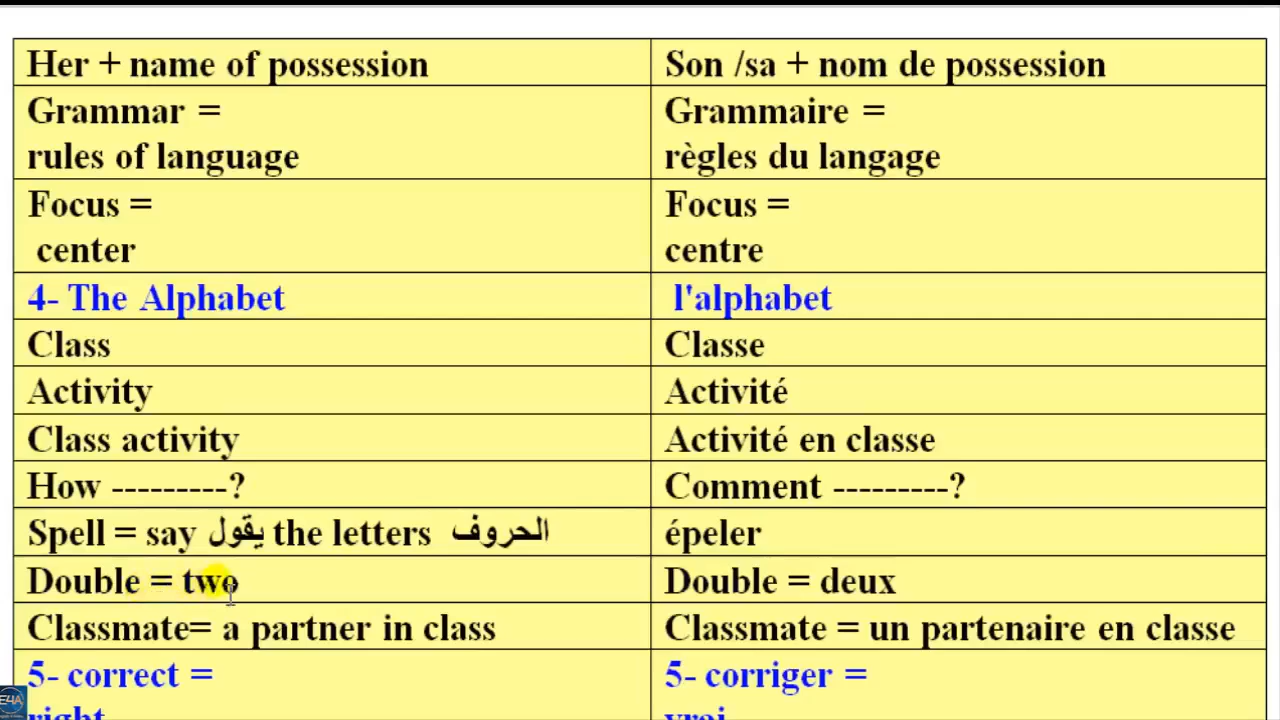 Her + name of possession
Son /sa + nom de possession
Grammar =
rules of language
Grammaire =
règles du langage
Focus =
center
Focus =
centre
4- The Alphabet
l'alphabet
Class
Classe
Activity
Activité
Class activity
Activité en classe
How ---------?
Comment ---------?
Spell = say يقول the letters الحروف
épeler
Double = two
Double = deux
Classmate= a partner in class
Classmate = un partenaire en classe
5- correct =
right
5- corriger =
vrai
E4A